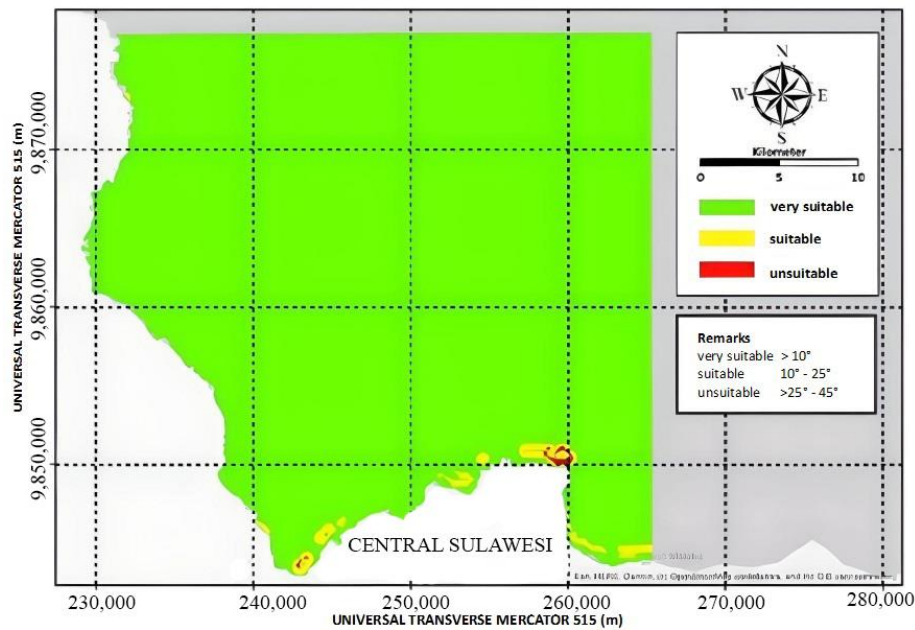 N
W E
S
Kilometer
0 5 10
very suitable
suitable
unsuitable
Remarks
very suitable > 10°
suitable 10° - 25°
unsuitable >25° - 45°
UNIVERSAL TRANSVERSE MERCATOR 515 (m)
9,870,000
9,860,000
9,850,000
CENTRAL SULAWESI
230,000 240,000 250,000 260,000 270,000 280,000
UNIVERSAL TRANSVERSE MERCATOR 515 (m)